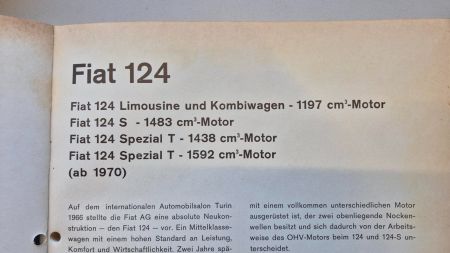 Fiat 124
Fiat 124 Limousine und Kombiwagen - 1197 cm³-Motor
Fiat 124 S - 1483 cm³-Motor
Fiat 124 Spezial T - 1438 cm³-Motor
Fiat 124 Spezial T - 1592 cm³-Motor
(ab 1970)
Auf dem internationalen Automobilsalon Turin
1966 stellte die Fiat AG eine absolute Neukon-
struktion – den Fiat 124 – vor. Ein Mittelklasse-
wagen mit einem hohen Standard an Leistung,
Komfort und Wirtschaftlichkeit. Zwei Jahre spä-
mit einem vollkommen unterschiedlichen Motor
ausgerüstet ist, der zwei obenliegende Nocken-
wellen besitzt und sich dadurch von der Arbeits-
weise des OHV-Motors beim 124 und 124-S un-
terscheidet.